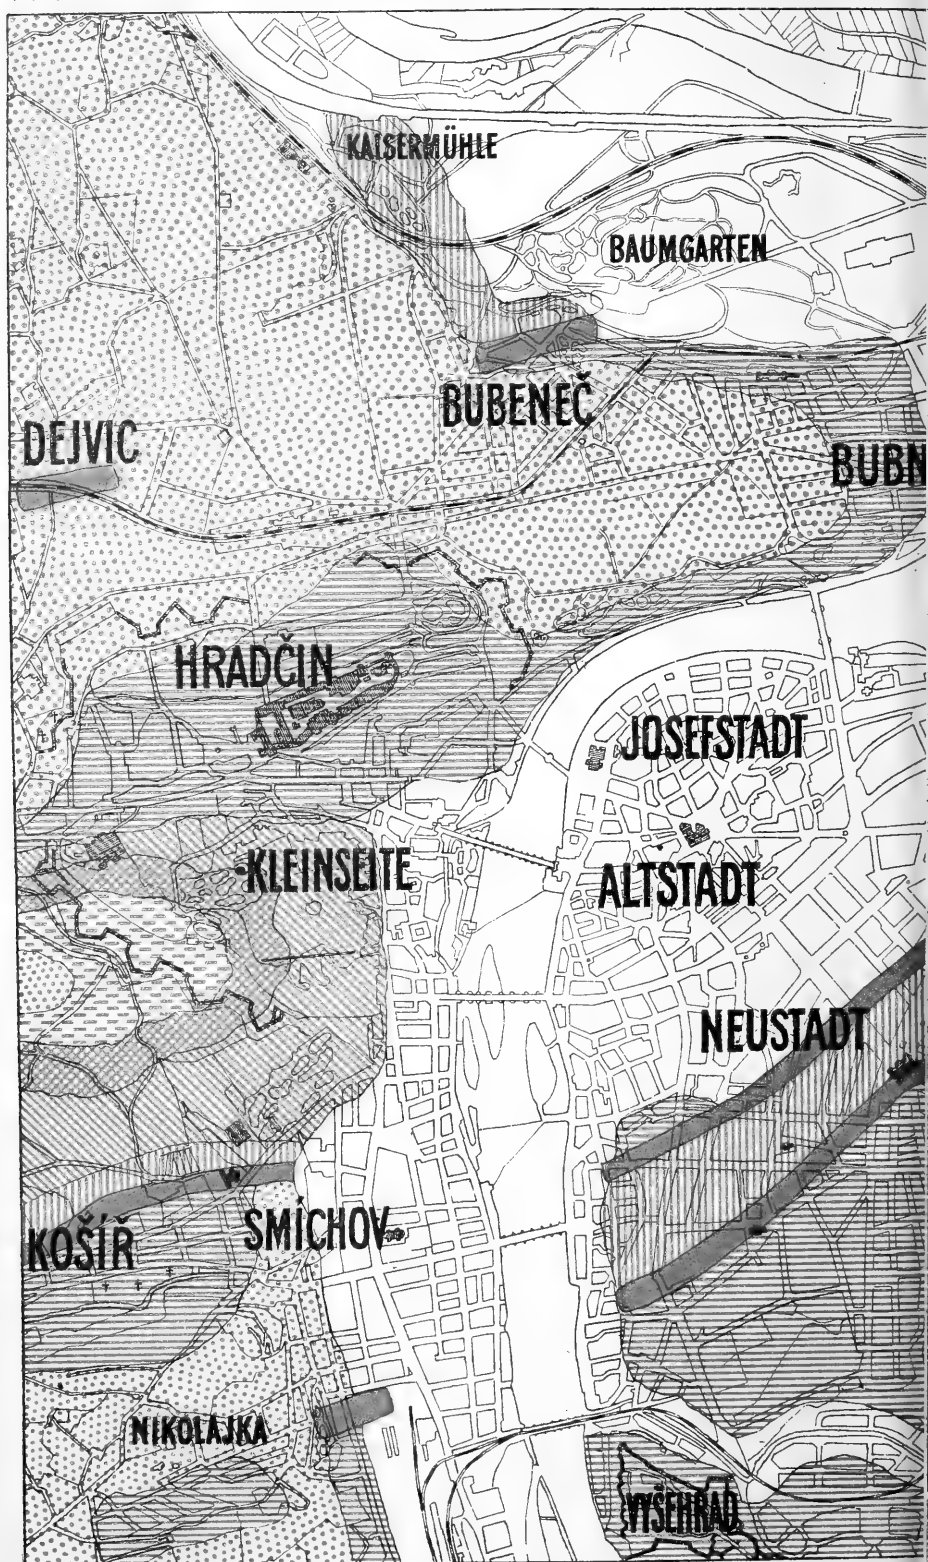 KAISERMÜHLE
BAUMGARTEN
BUBENEČ
DEJVIC
BUBN
HRADČIN
JOSEFSTADT
KLEINSEITE
ALTSTADT
NEUSTADT
SMÍCHOV
KOŠÍŘ
NIKOLAJKA
VYŠEHRAD